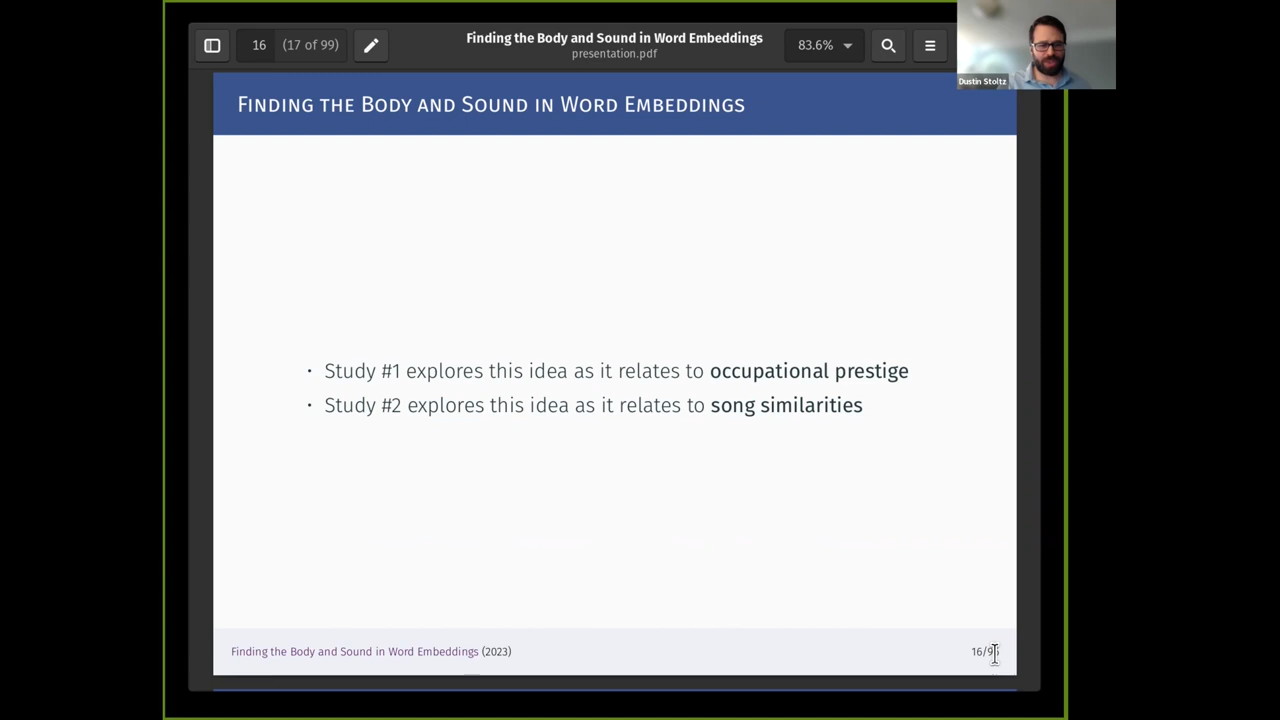 16 (17 of 99)
Finding the Body and Sound in Word Embeddings
presentation.pdf
83.6%
Dustin Stoltz
Finding the Body and Sound in Word Embeddings
· Study #1 explores this idea as it relates to occupational prestige
· Study #2 explores this idea as it relates to song similarities
Finding the Body and Sound in Word Embeddings (2023)